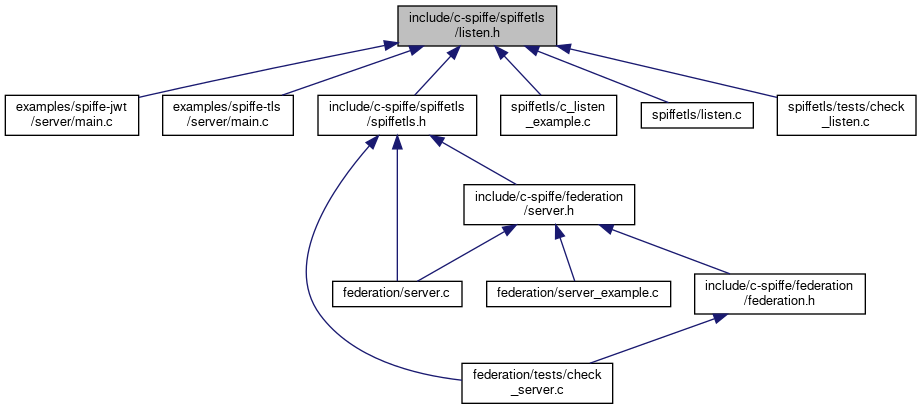 include/c-spiffe/spiffetls
/listen.h
examples/spiffe-jwt
/server/main.c
examples/spiffe-tls
/server/main.c
include/c-spiffe/spiffetls
/spiffetls.h
spiffetls/c_listen
_example.c
spiffetls/listen.c
spiffetls/tests/check
_listen.c
include/c-spiffe/federation
/server.h
federation/server.c
federation/server_example.c
include/c-spiffe/federation
/federation.h
federation/tests/check
_server.c